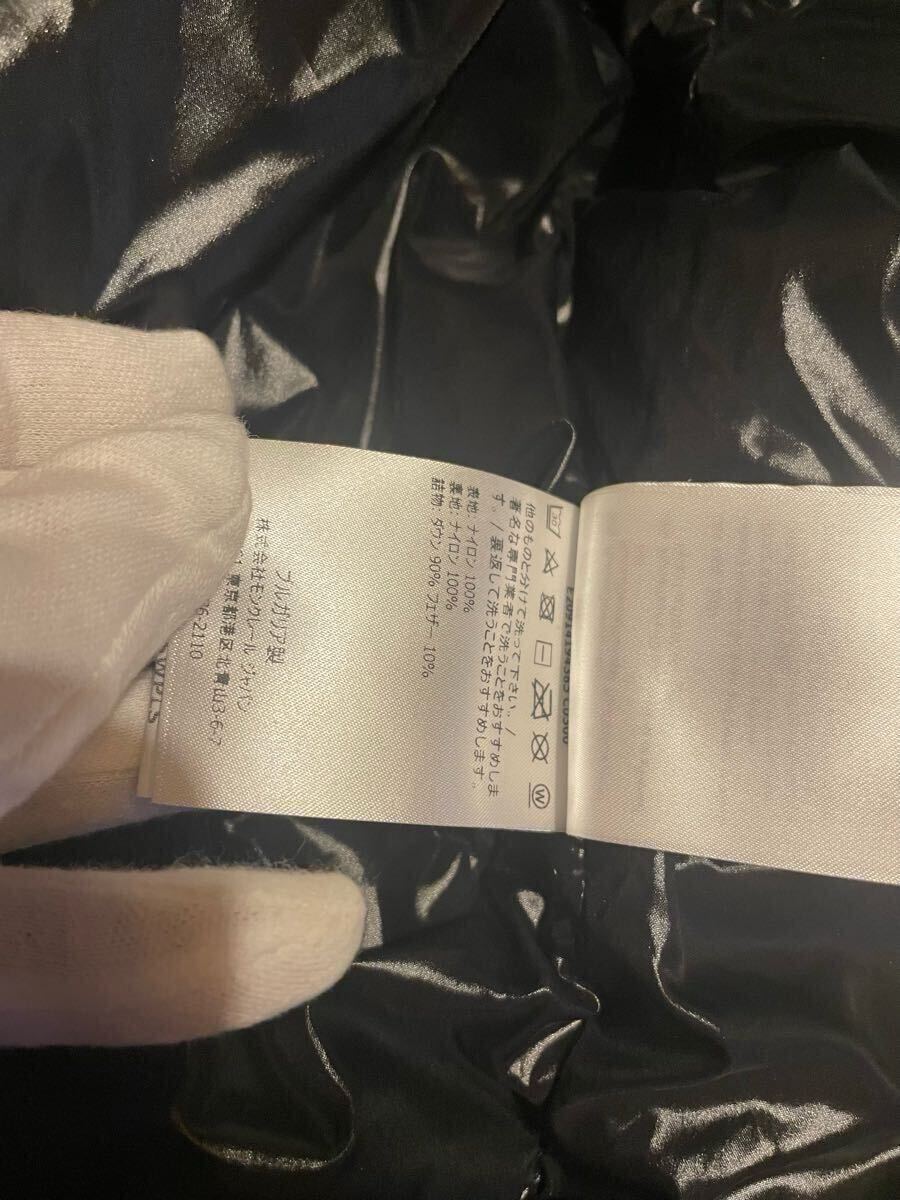 E20914194385 C0300
他のものと分けて洗って下さい。/
著名な専門業者で洗うことをおすすめしま
す。/ 裏返して洗うことをおすすめします。
表地: ナイロン 100%
裏地: ナイロン 100%
詰物: ダウン 90% フェザー 10%
ブルガリア製
株式会社モンクレール ジャパン
東京都港区 北青山3-6-7
6-2110
W